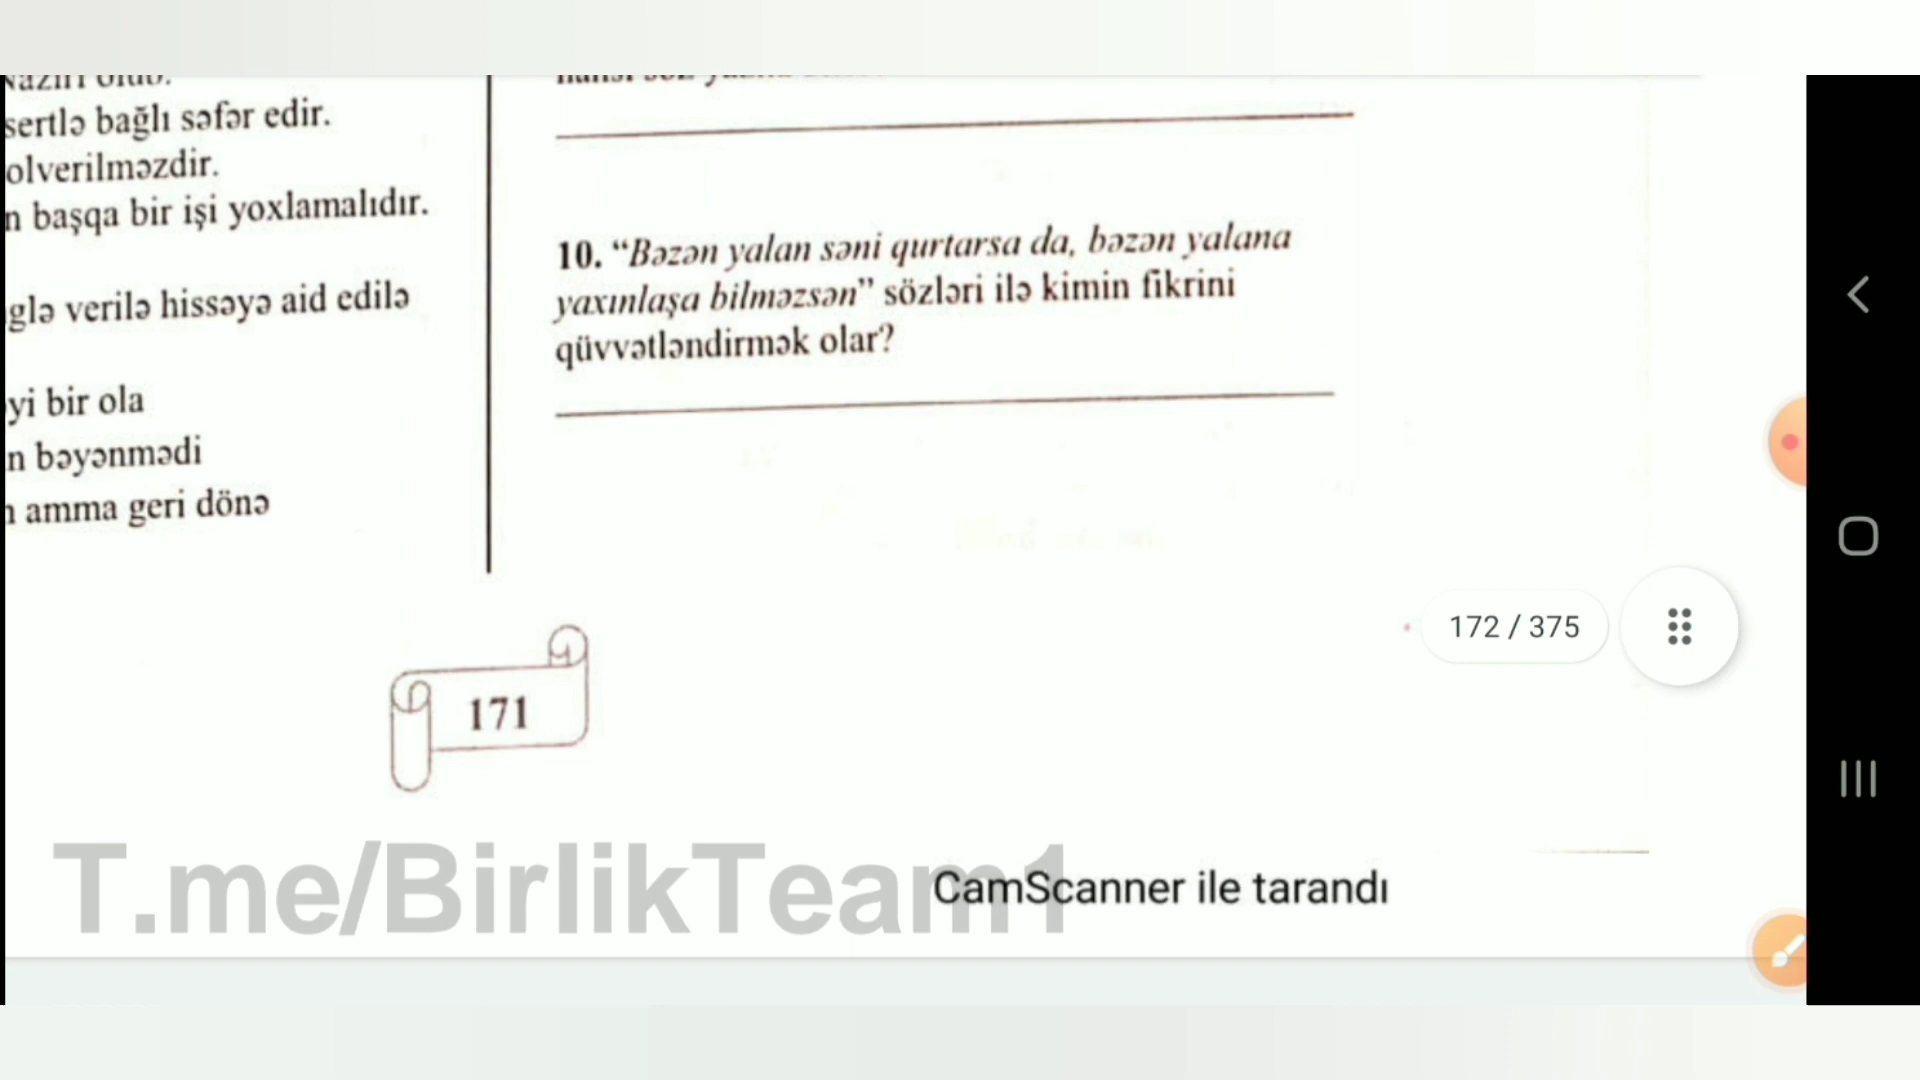 olub.
sertlə bağlı səfər edir.
olverilməzdir.
n başqa bir işi yoxlamalıdır.
glə verilə hissəyə aid edilə
yi bir ola
n bəyənmədi
amma geri dönə
10. “Bəzən yalan səni qurtarsa da, bəzən yalana
yaxınlaşa bilməzsən” sözləri ilə kimin fikrini
qüvvətləndirmək olar?
171
172 / 375
T.me/BirlikTeam1
CamScanner ile tarandı